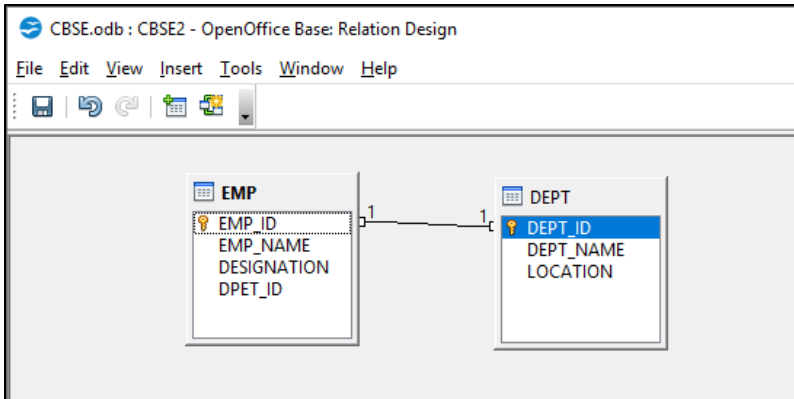 CBSE.odb : CBSE2 - OpenOffice Base: Relation Design
File Edit View Insert Tools Window Help
EMP
EMP_ID
EMP_NAME
DESIGNATION
DPET_ID
1
1
DEPT
DEPT_ID
DEPT_NAME
LOCATION